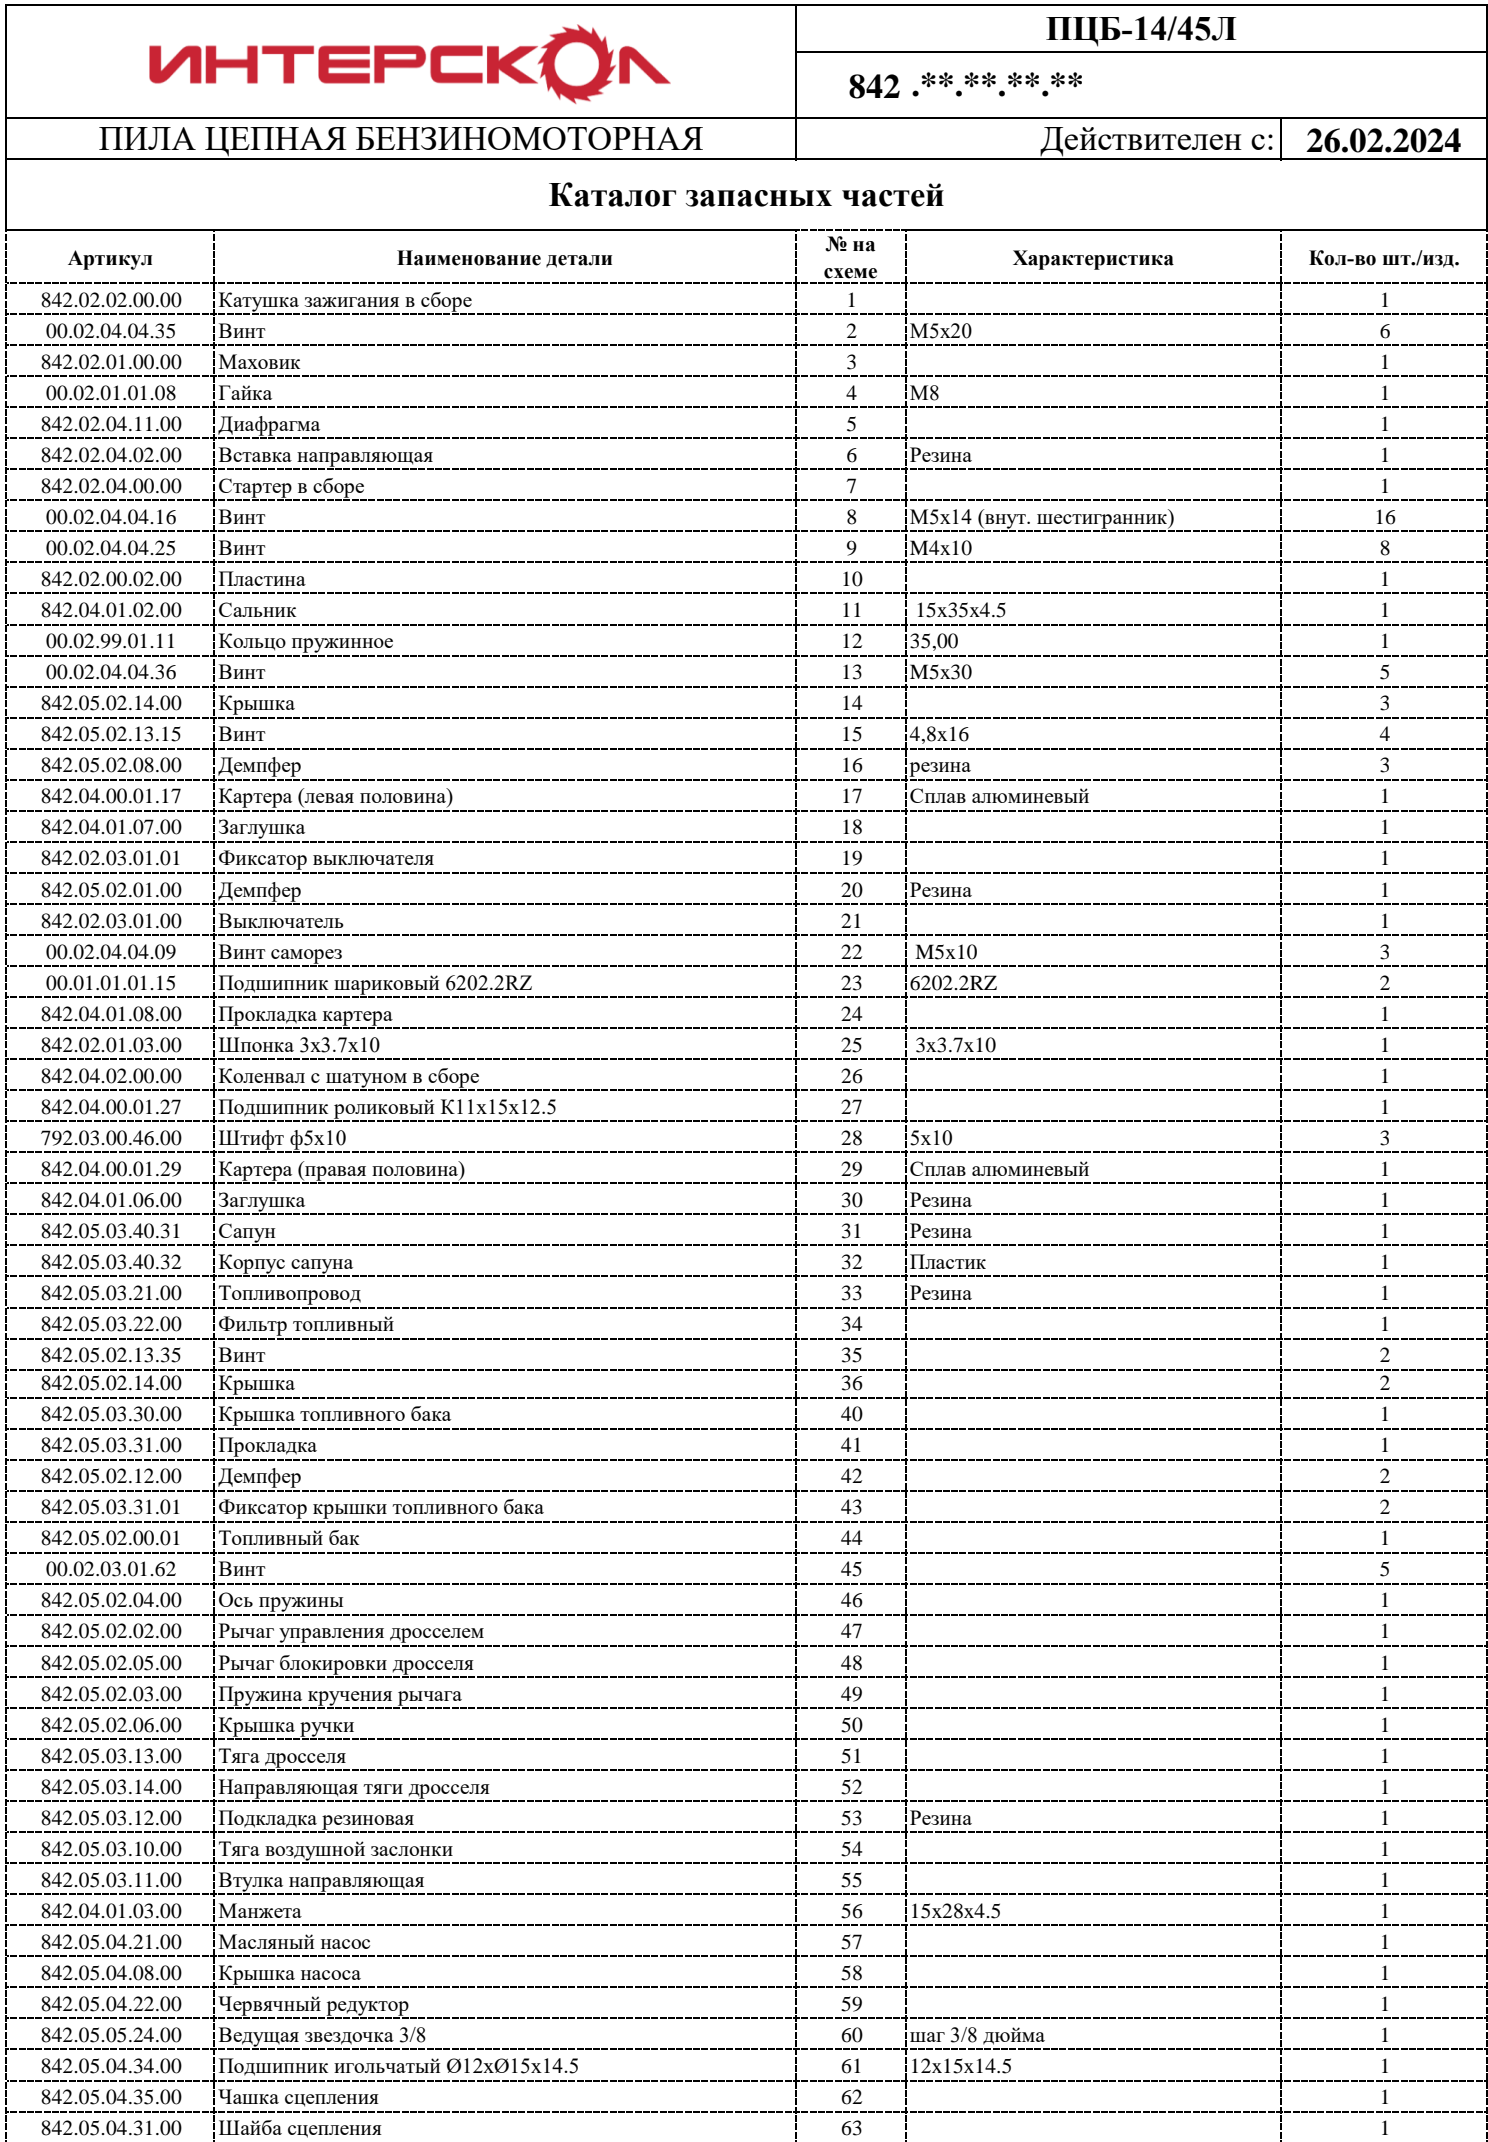 ИНТЕРСКОЛ
ПЦБ-14/45Л
842 .**.**.**.**
ПИЛА ЦЕПНАЯ БЕНЗИНОМОТОРНАЯ Действителен с: 26.02.2024
Каталог запасных частей
Артикул Наименование детали № на схеме Характеристика Кол-во шт./изд.
842.02.02.00.00 Катушка зажигания в сборе 1 1
00.02.04.04.35 Винт 2 М5х20 6
842.02.01.00.00 Маховик 3 1
00.02.01.01.08 Гайка 4 М8 1
842.02.04.11.00 Диафрагма 5 1
842.02.04.02.00 Вставка направляющая 6 Резина 1
842.02.04.00.00 Стартер в сборе 7 1
00.02.04.04.16 Винт 8 М5х14 (внут. шестигранник) 16
00.02.04.04.25 Винт 9 М4х10 8
842.02.00.02.00 Пластина 10 1
842.04.01.02.00 Сальник 11 15х35х4.5 1
00.02.99.01.11 Кольцо пружинное 12 35,00 1
00.02.04.04.36 Винт 13 М5х30 5
842.05.02.14.00 Крышка 14 3
842.05.02.13.15 Винт 15 4,8х16 4
842.05.02.08.00 Демпфер 16 резина 3
842.04.00.01.17 Картера (левая половина) 17 Сплав алюминевый 1
842.04.01.07.00 Заглушка 18 1
842.02.03.01.01 Фиксатор выключателя 19 1
842.05.02.01.00 Демпфер 20 Резина 1
842.02.03.01.00 Выключатель 21 1
00.02.04.04.09 Винт саморез 22 М5х10 3
00.01.01.01.15 Подшипник шариковый 6202.2RZ 23 6202.2RZ 2
842.04.01.08.00 Прокладка картера 24 1
842.02.01.03.00 Шпонка 3х3.7х10 25 3х3.7х10 1
842.04.02.00.00 Коленвал с шатуном в сборе 26 1
842.04.00.01.27 Подшипник роликовый К11х15х12.5 27 1
792.03.00.46.00 Штифт ф5х10 28 5х10 3
842.04.00.01.29 Картера (правая половина) 29 Сплав алюминевый 1
842.04.01.06.00 Заглушка 30 Резина 1
842.05.03.40.31 Сапун 31 Резина 1
842.05.03.40.32 Корпус сапуна 32 Пластик 1
842.05.03.21.00 Топливопровод 33 Резина 1
842.05.03.22.00 Фильтр топливный 34 1
842.05.02.13.35 Винт 35 2
842.05.02.14.00 Крышка 36 2
842.05.03.30.00 Крышка топливного бака 40 1
842.05.03.31.00 Прокладка 41 1
842.05.02.12.00 Демпфер 42 2
842.05.03.31.01 Фиксатор крышки топливного бака 43 2
842.05.02.00.01 Топливный бак 44 1
00.02.03.01.62 Винт 45 5
842.05.02.04.00 Ось пружины 46 1
842.05.02.02.00 Рычаг управления дросселем 47 1
842.05.02.05.00 Рычаг блокировки дросселя 48 1
842.05.02.03.00 Пружина кручения рычага 49 1
842.05.02.06.00 Крышка ручки 50 1
842.05.03.13.00 Тяга дросселя 51 1
842.05.03.14.00 Направляющая тяги дросселя 52 1
842.05.03.12.00 Подкладка резиновая 53 Резина 1
842.05.03.10.00 Тяга воздушной заслонки 54 1
842.05.03.11.00 Втулка направляющая 55 1
842.04.01.03.00 Манжета 56 15х28х4.5 1
842.05.04.21.00 Масляный насос 57 1
842.05.04.08.00 Крышка насоса 58 1
842.05.04.22.00 Червячный редуктор 59 1
842.05.05.24.00 Ведущая звездочка 3/8 60 шаг 3/8 дюйма 1
842.05.04.34.00 Подшипник игольчатый Ø12хØ15х14.5 61 12х15х14.5 1
842.05.04.35.00 Чашка сцепления 62 1
842.05.04.31.00 Шайба сцепления 63 1